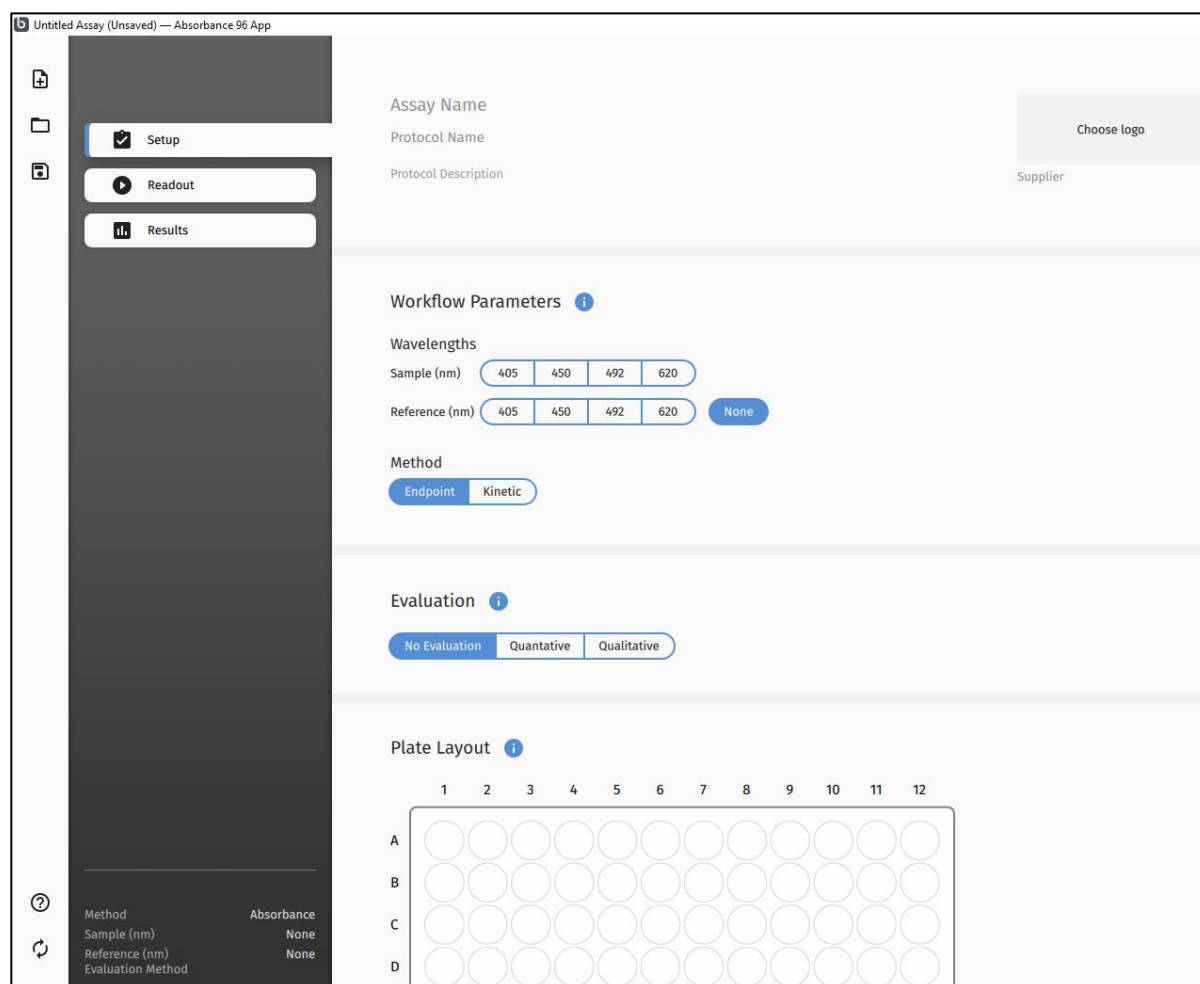 Untitled Assay (Unsaved) — Absorbance 96 App
Setup
Readout
Results
Method Absorbance
Sample (nm) None
Reference (nm) None
Evaluation Method
Assay Name
Protocol Name
Protocol Description
Choose logo
Supplier
Workflow Parameters
Wavelengths
Sample (nm) 405 450 492 620
Reference (nm) 405 450 492 620 None
Method
Endpoint Kinetic
Evaluation
No Evaluation Quantative Qualitative
Plate Layout
1 2 3 4 5 6 7 8 9 10 11 12
A
B
C
D